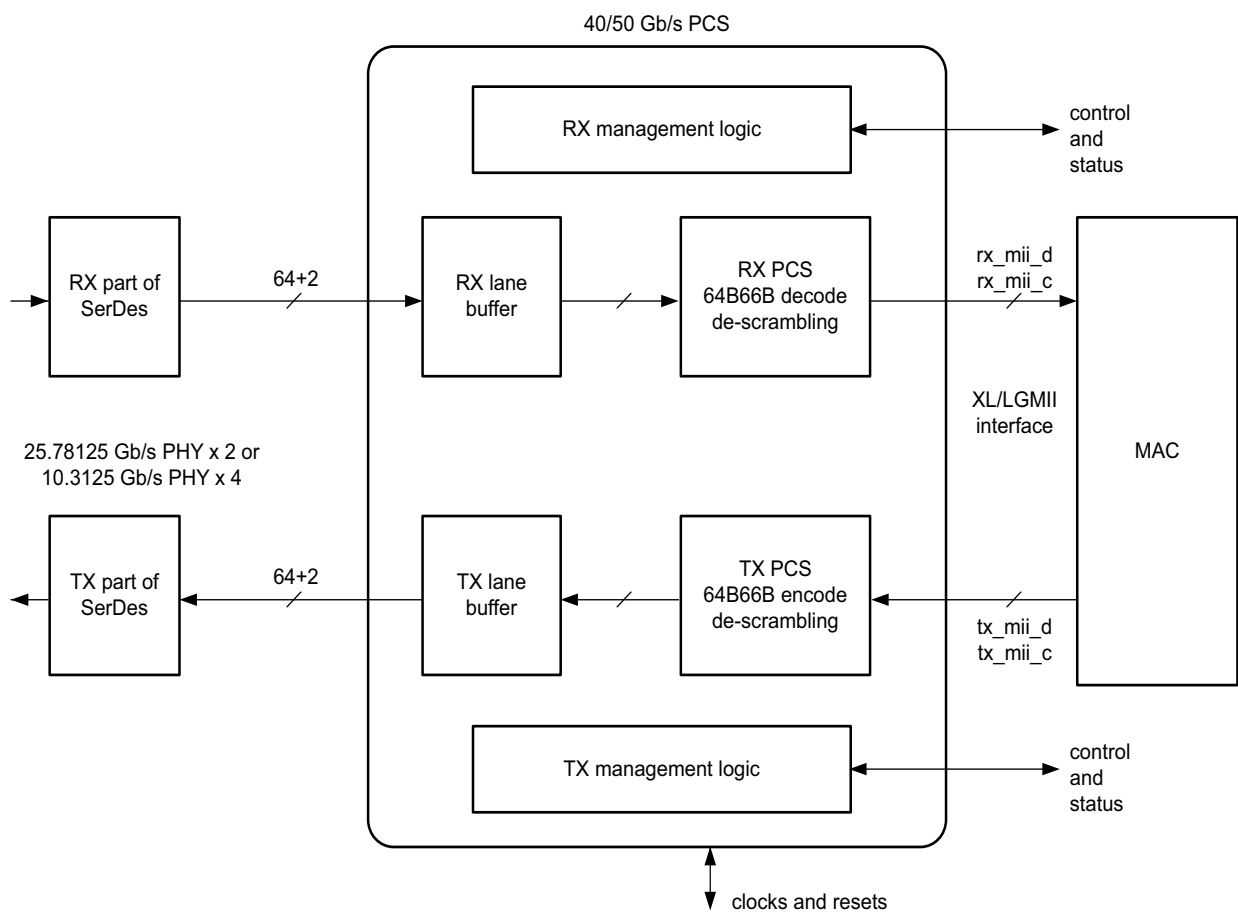 40/50 Gb/s PCS
RX management logic
control
and
status
RX part of
SerDes
64+2
RX lane
buffer
RX PCS
64B66B decode
de-scrambling
rx_mii_d
rx_mii_c
XL/LGMII
interface
MAC
25.78125 Gb/s PHY x 2 or
10.3125 Gb/s PHY x 4
TX part of
SerDes
64+2
TX lane
buffer
TX PCS
64B66B encode
de-scrambling
tx_mii_d
tx_mii_c
TX management logic
control
and
status
clocks and resets